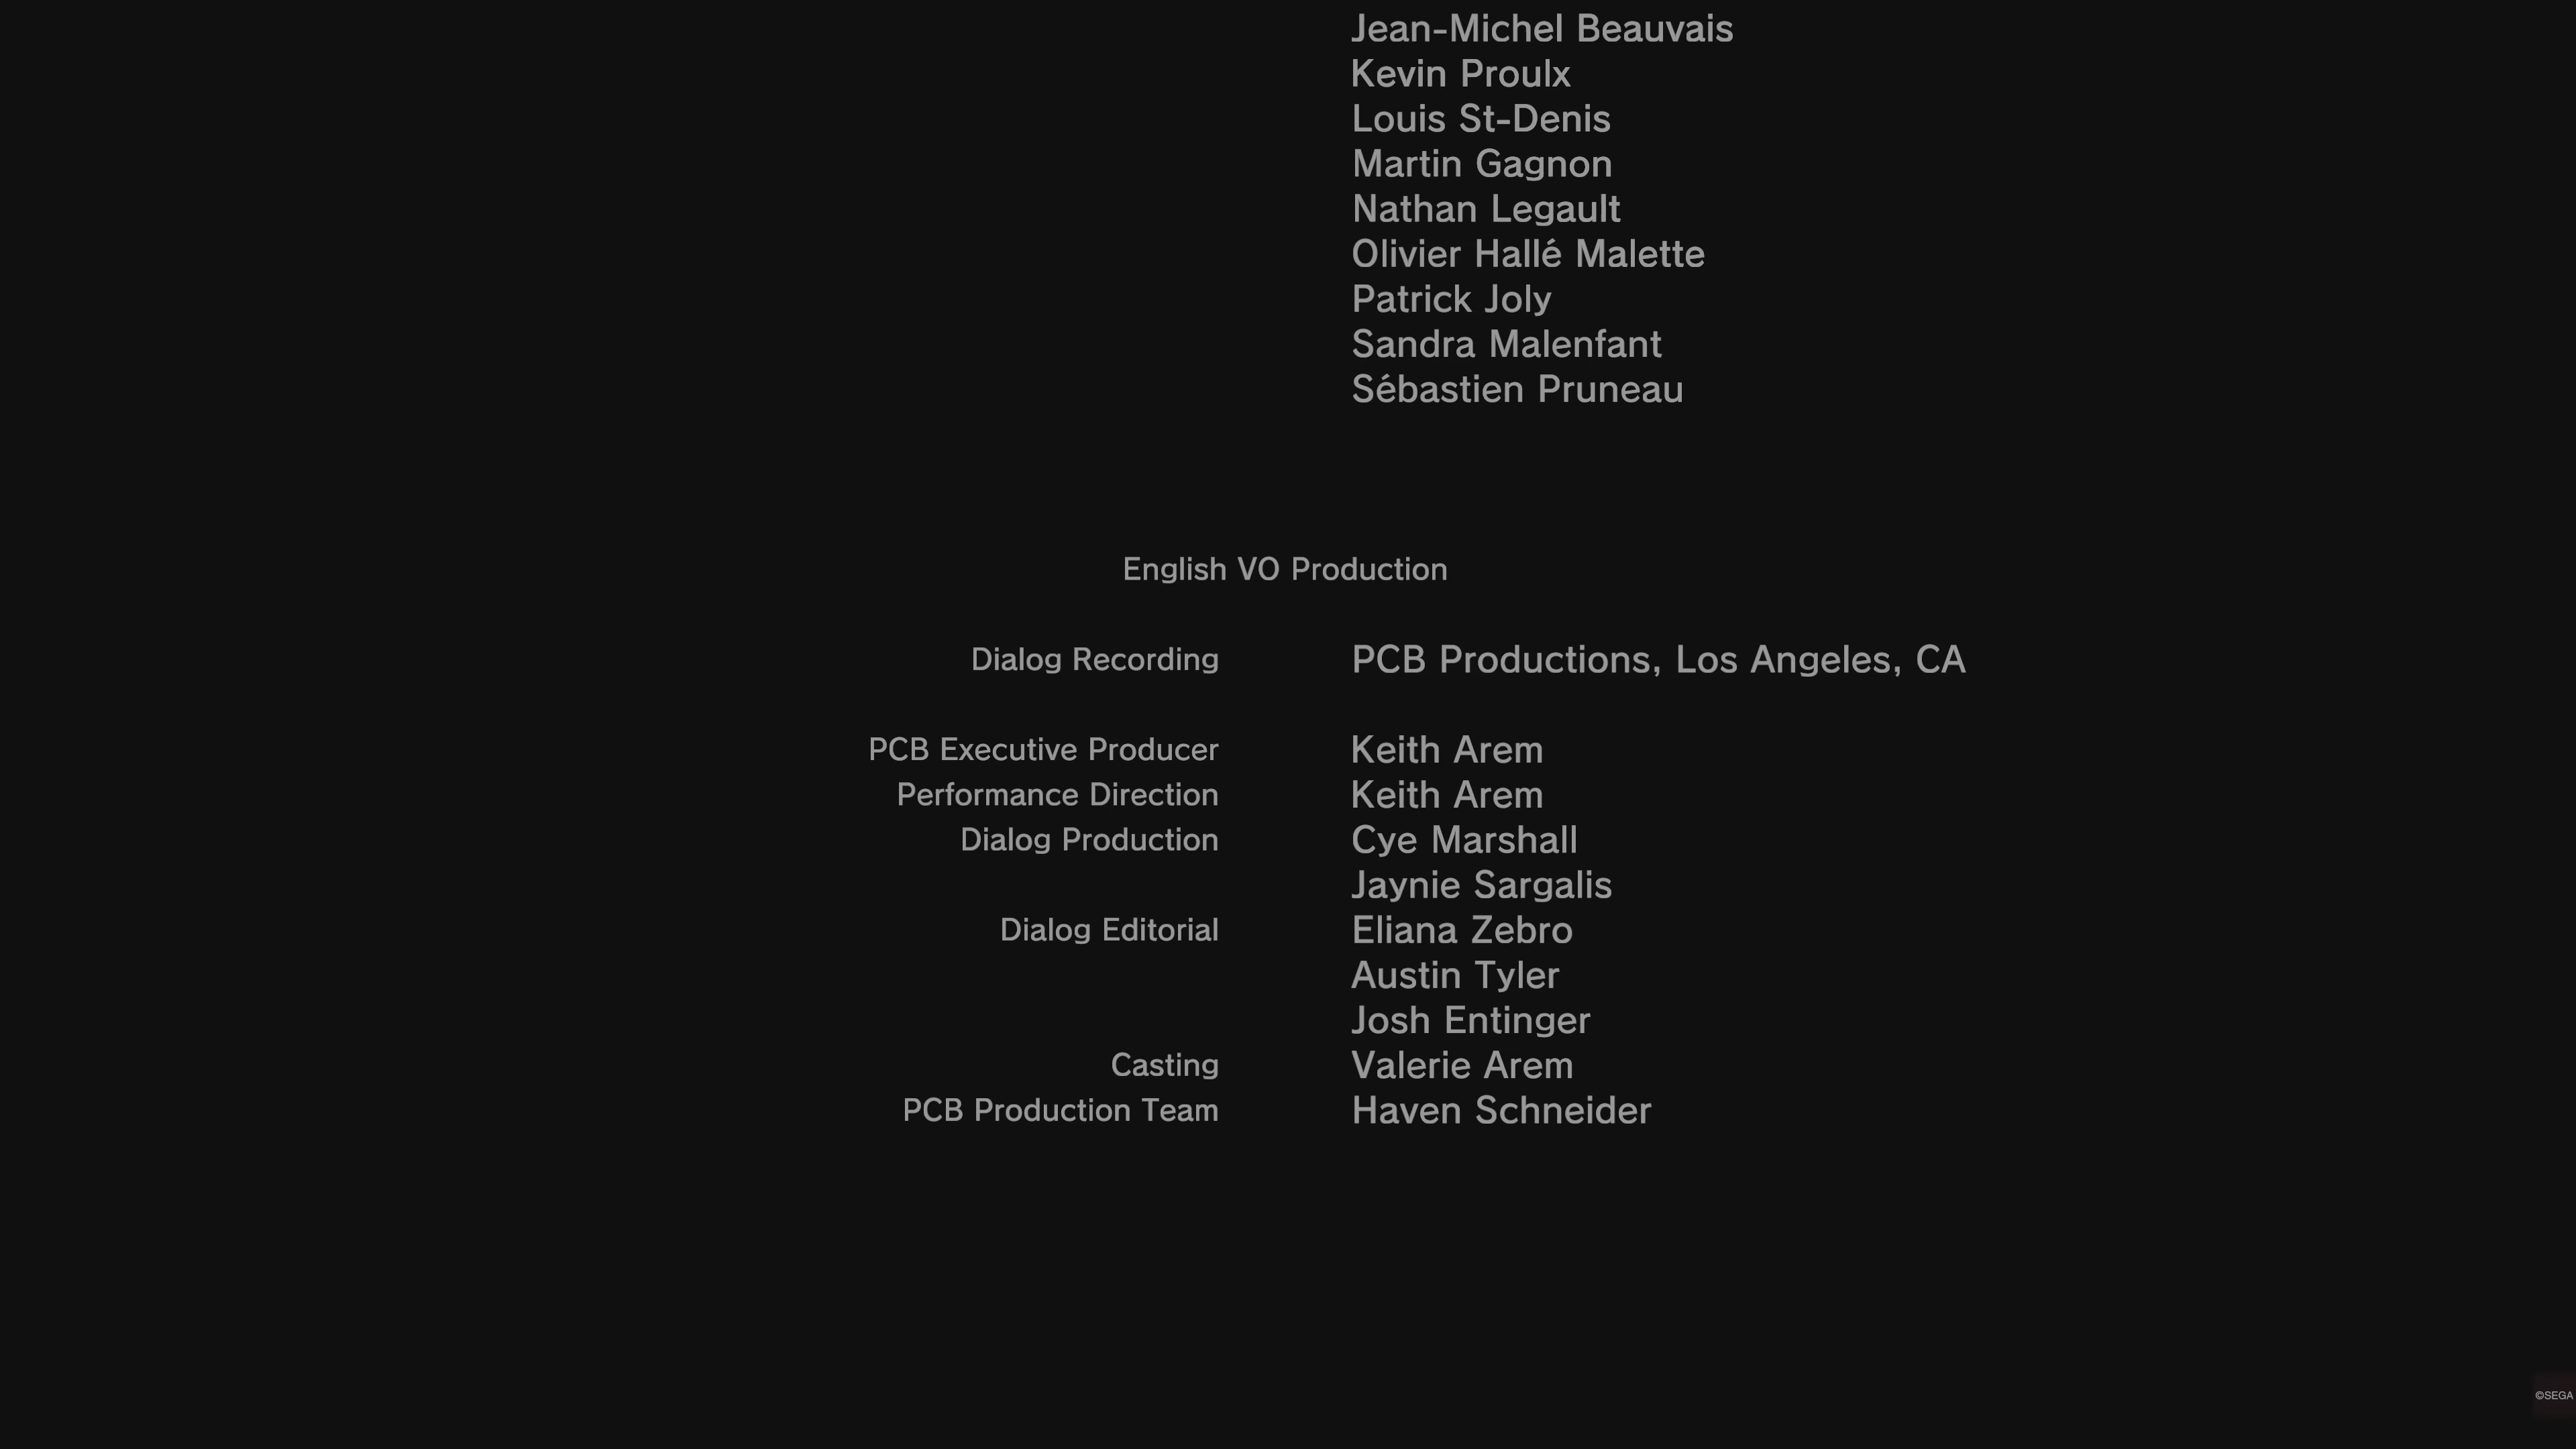 Jean-Michel Beauvais
Kevin Proulx
Louis St-Denis
Martin Gagnon
Nathan Legault
Olivier Hallé Malette
Patrick Joly
Sandra Malenfant
Sébastien Pruneau
English VO Production
Dialog Recording PCB Productions, Los Angeles, CA
PCB Executive Producer Keith Arem
Performance Direction Keith Arem
Dialog Production Cye Marshall
Jaynie Sargalis
Dialog Editorial Eliana Zebro
Austin Tyler
Josh Entinger
Casting Valerie Arem
PCB Production Team Haven Schneider
©SEGA